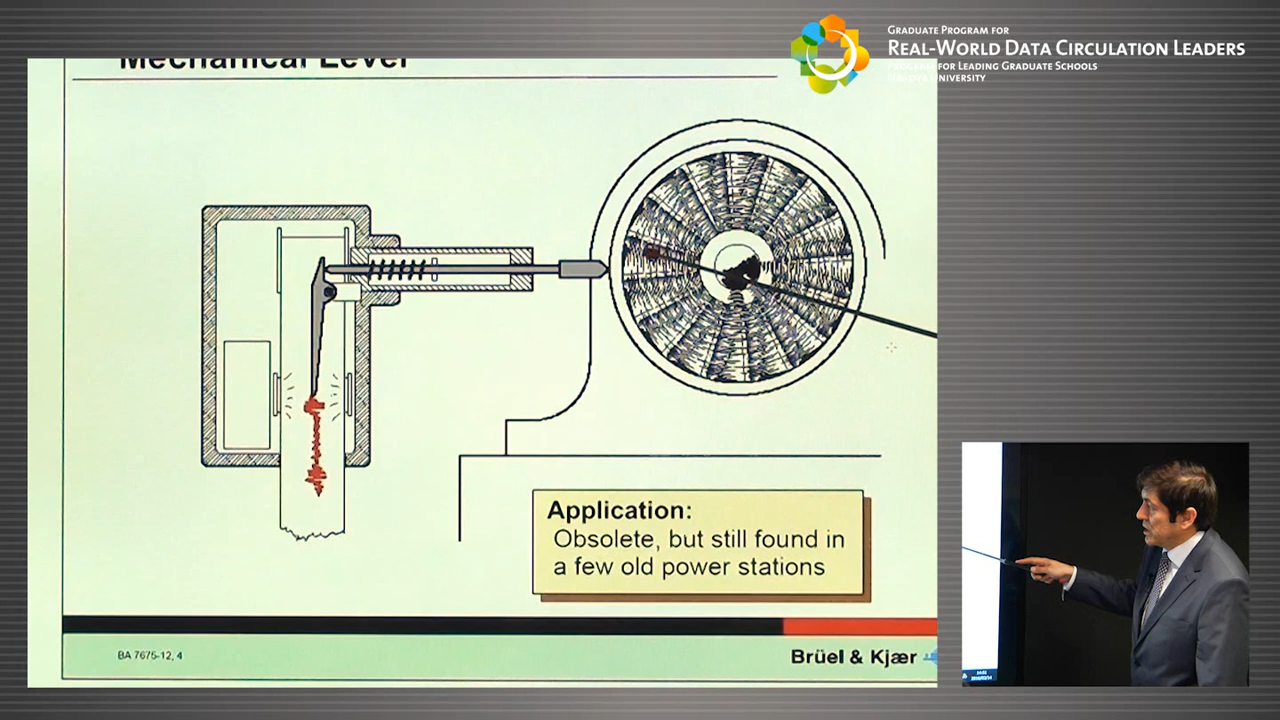 GRADUATE PROGRAM FOR
REAL-WORLD DATA CIRCULATION LEADERS
PROGRAM FOR LEADING GRADUATE SCHOOLS
NAGOYA UNIVERSITY
Mechanical Lever
Application:
Obsolete, but still found in
a few old power stations
BA 7675-12, 4
Brüel & Kjær